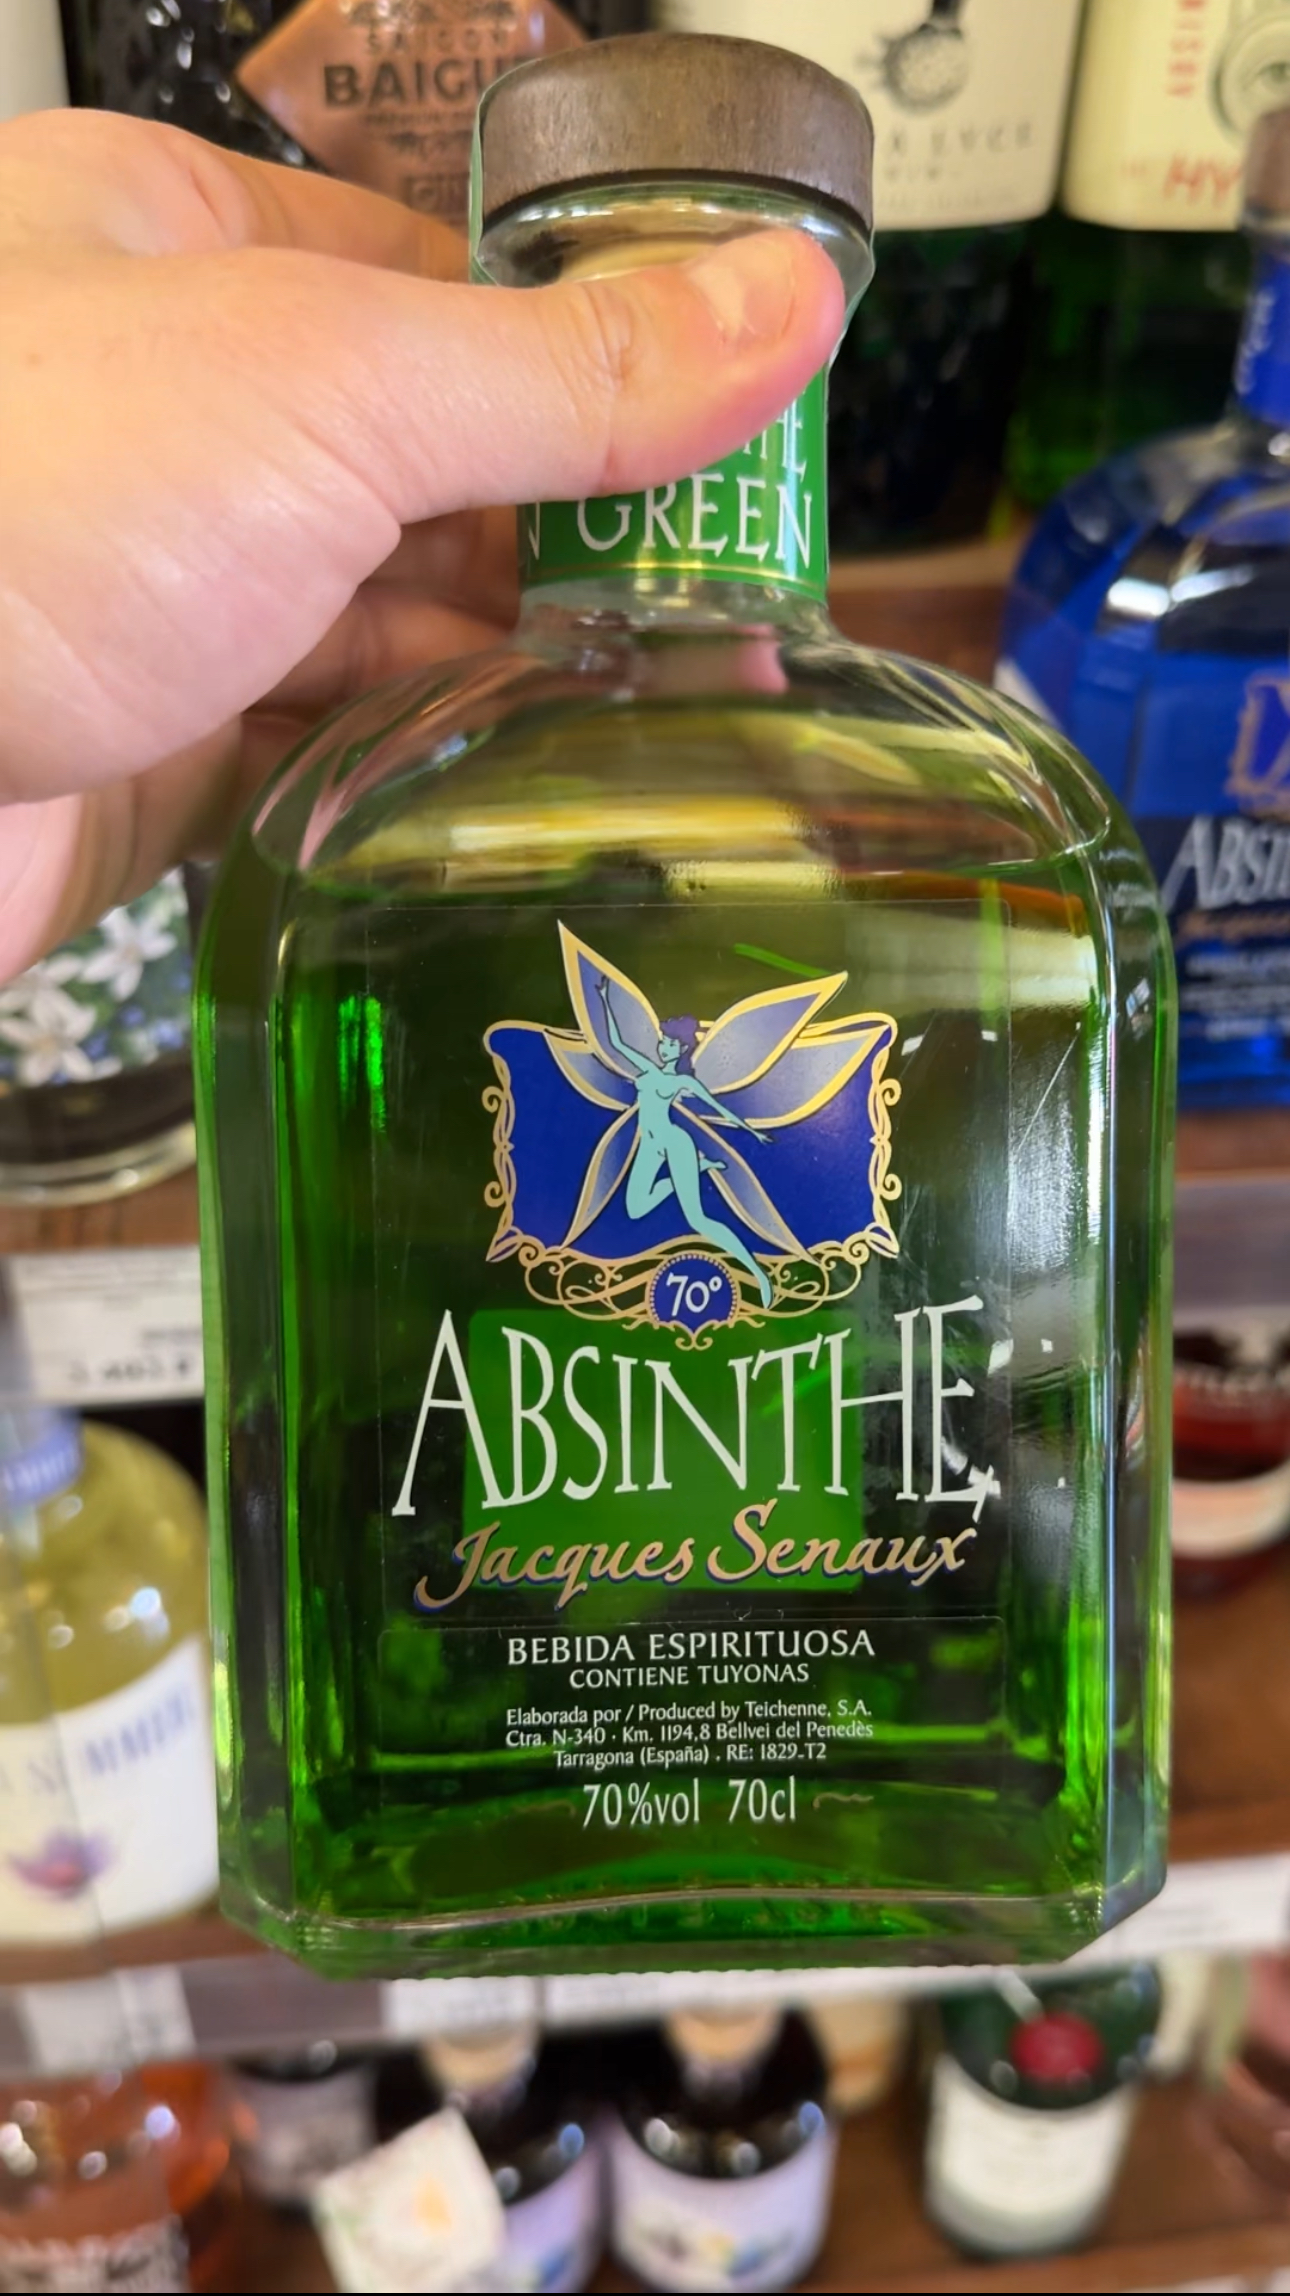 SAIGON
BAIGU
GREEN
70º
ABSINTHE
Jacques Senaux
BEBIDA ESPIRITUOSA
CONTIENE TUYONAS
Elaborada por / Produced by Teichenne, S.A.
Ctra. N-340 · Km. 1194,8 Bellvei del Penedès
Tarragona (España) . RE: 1829-T2
70%vol 70cl